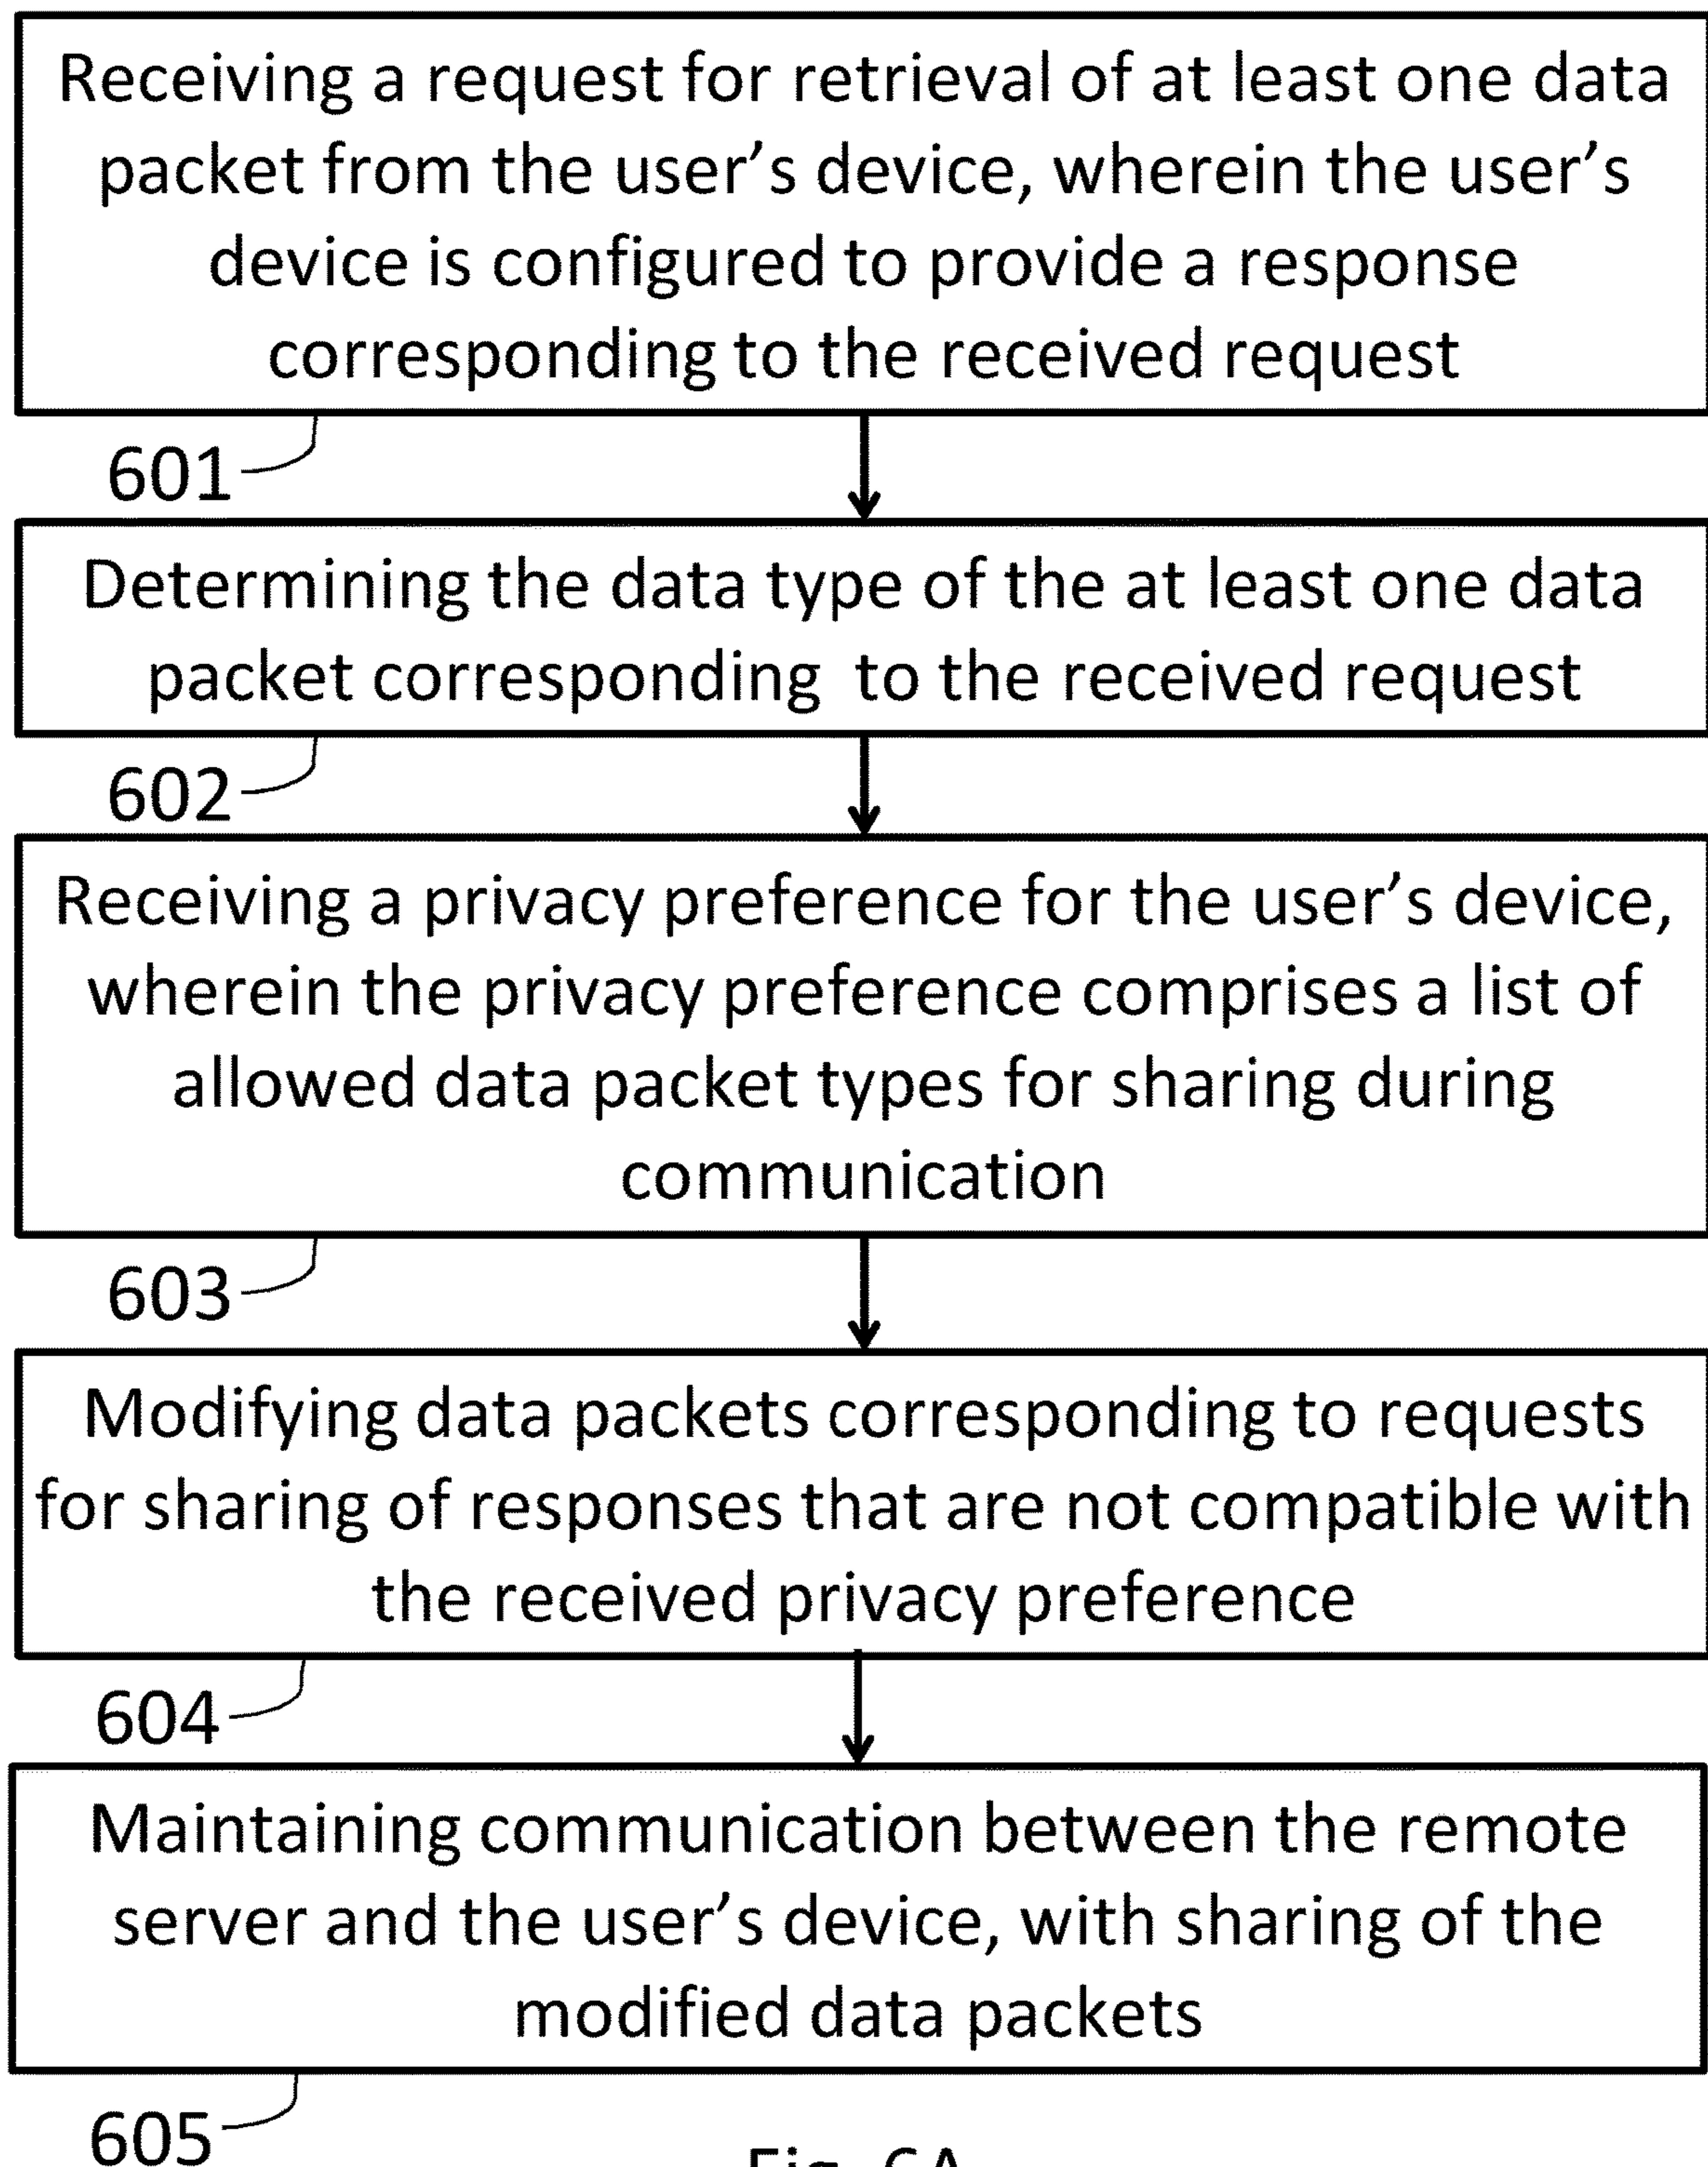 Receiving a request for retrieval of at least one data
packet from the user’s device, wherein the user’s
device is configured to provide a response
corresponding to the received request
601
Determining the data type of the at least one data
packet corresponding  to the received request
602
Receiving a privacy preference for the user’s device,
wherein the privacy preference comprises a list of
allowed data packet types for sharing during
communication
603
Modifying data packets corresponding to requests
for sharing of responses that are not compatible with
the received privacy preference
604
Maintaining communication between the remote
server and the user’s device, with sharing of the
modified data packets
605
Fig. 6A